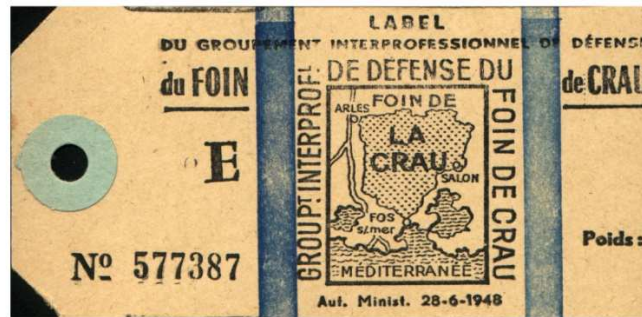 LABEL
DU GROUPEMENT INTERPROFESSIONNEL DE DÉFENSE
du FOIN
de CRAU
E
Nº 577387
GROUPt INTERPROFl
DE DÉFENSE DU
FOIN DE CRAU
FOIN DE
LA
CRAU
ARLES
SALON
FOS
s/mer
MÉDITERRANÉE
Aut. Minist. 28-6-1948
Poids :